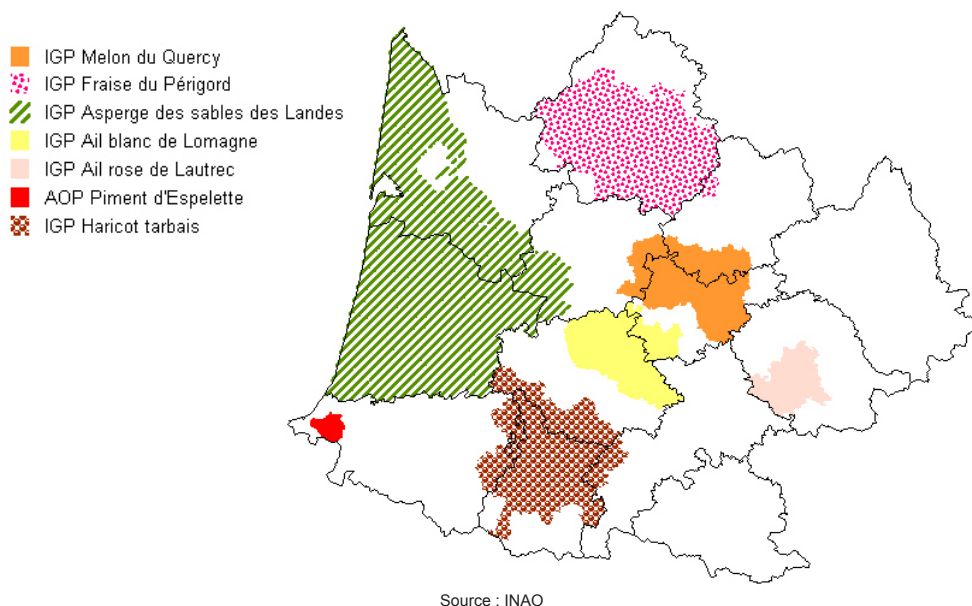 IGP Melon du Quercy
IGP Fraise du Périgord
IGP Asperge des sables des Landes
IGP Ail blanc de Lomagne
IGP Ail rose de Lautrec
AOP Piment d'Espelette
IGP Haricot tarbais
Source : INAO